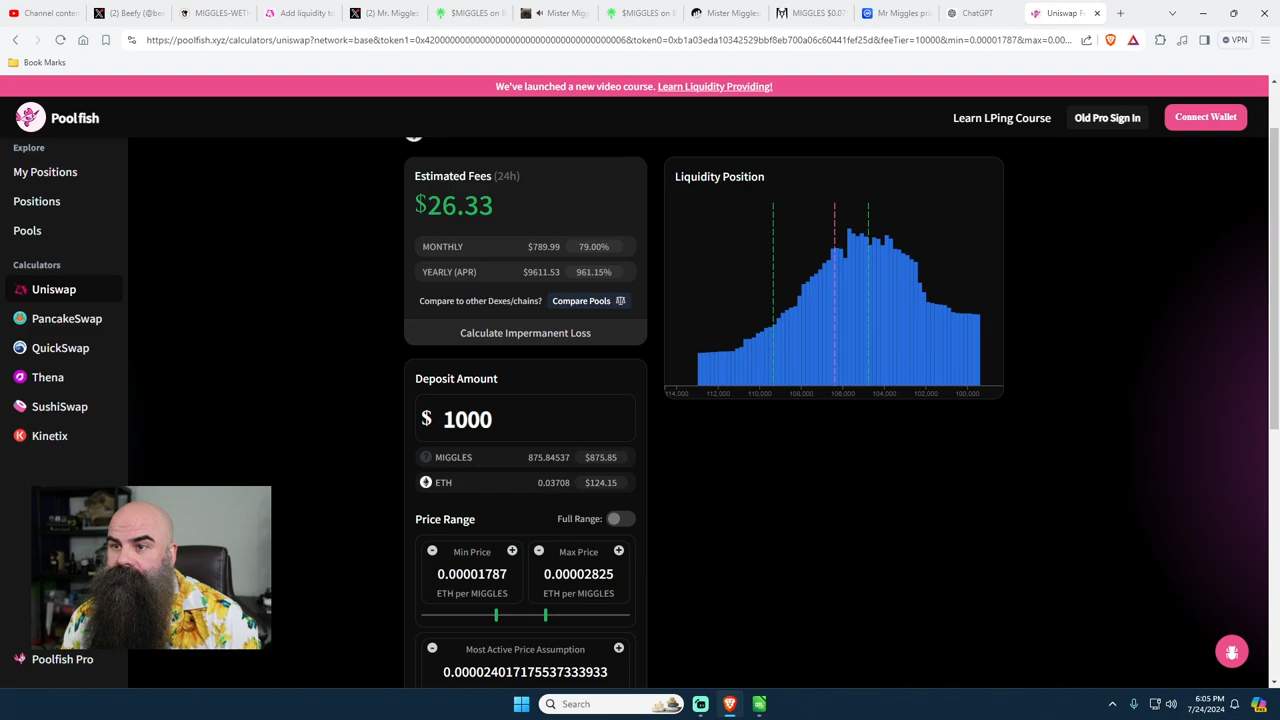 Channel content
(2) Beefy (@bee
MIGGLES-WETH
Add liquidity to
(2) Mr. Miggles
$MIGGLES on B
Mister Migg
$MIGGLES on B
Mister Miggles
MIGGLES $0.07
Mr Miggles pri
ChatGPT
Uniswap F
https://poolfish.xyz/calculators/uniswap?network=base&token1=0x4200000000000000000000000000000000000006&token0=0xb1a03eda10342529bbf8eb700a06c60441fef25d&feeTier=10000&min=0.00001787&max=0.00...
VPN
Book Marks
We've launched a new video course. Learn Liquidity Providing!
Poolfish
Learn LPing Course
Old Pro Sign In
Connect Wallet
Explore
My Positions
Positions
Pools
Calculators
Uniswap
PancakeSwap
QuickSwap
Thena
SushiSwap
Kinetix
Poolfish Pro
Estimated Fees (24h)
$26.33
MONTHLY $789.99 79.00%
YEARLY (APR) $9611.53 961.15%
Compare to other Dexes/chains? Compare Pools
Calculate Impermanent Loss
Liquidity Position
114,000 112,000 110,000 108,000 106,000 104,000 102,000 100,000
Deposit Amount
$ 1000
? MIGGLES 875.84537 $875.85
ETH 0.03708 $124.15
Price Range Full Range:
- Min Price + - Max Price +
0.00001787 0.00002825
ETH per MIGGLES ETH per MIGGLES
- Most Active Price Assumption +
0.000024017175537333933
Search
6:05 PM
7/24/2024